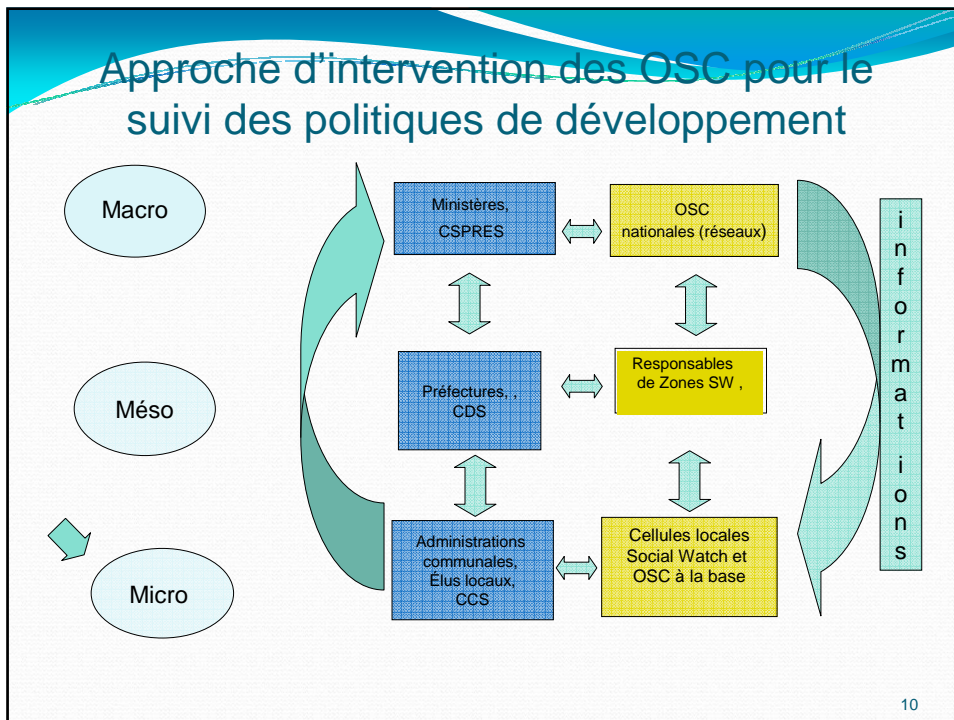 Approche d'intervention des OSC pour le
suivi des politiques de développement
Macro
Ministères,
CSPRES
OSC
nationales (réseaux)
Méso
Préfectures, ,
CDS
Responsables
de Zones SW ,
Micro
Administrations
communales,
Élus locaux,
CCS
Cellules locales
Social Watch et
OSC à la base
i
n
f
o
r
m
a
t
i
o
n
s
10